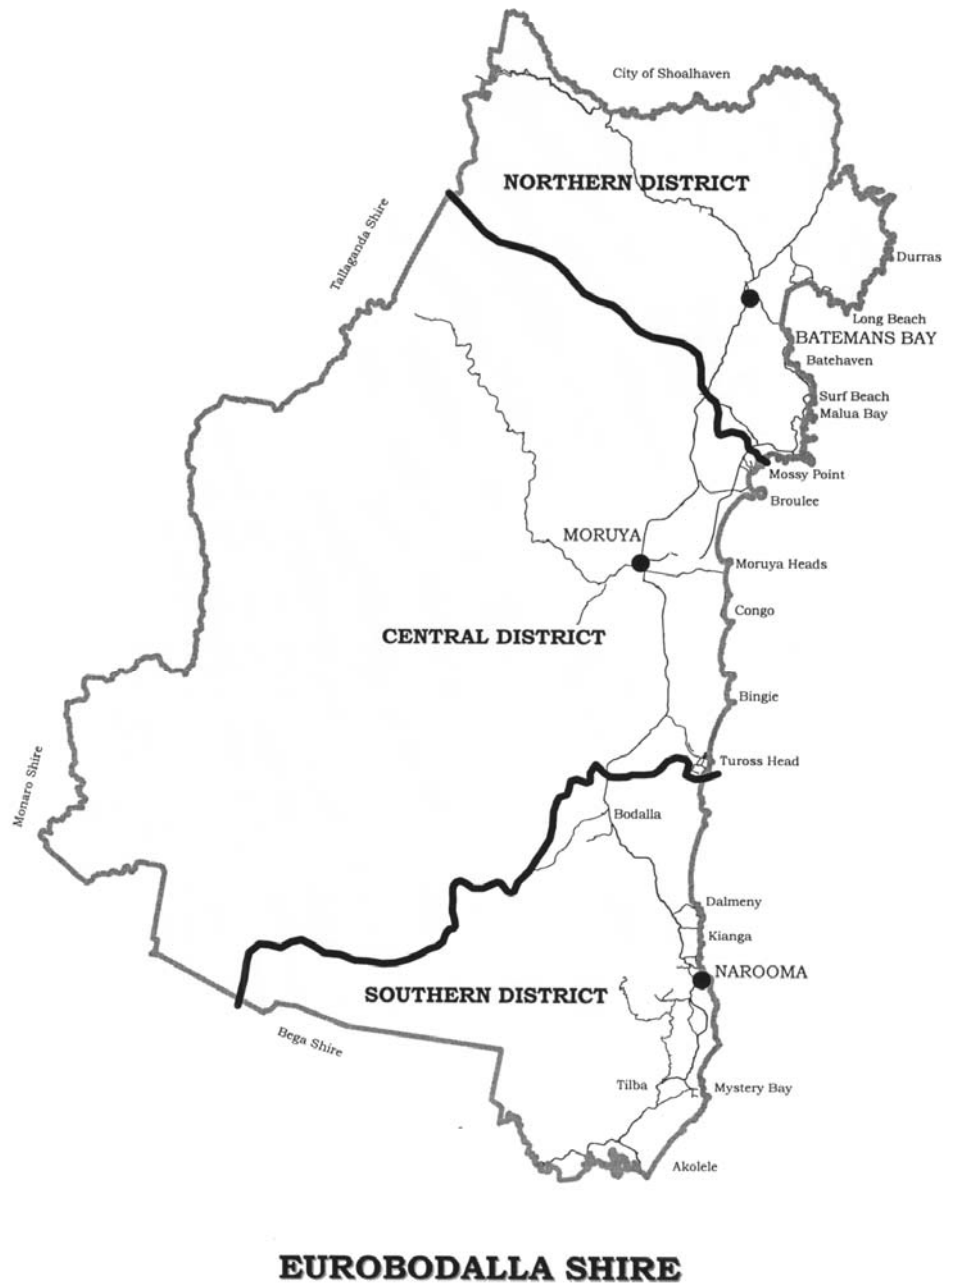 City of Shoalhaven
NORTHERN DISTRICT
Tallaganda Shire
Durras
Long Beach
BATEMANS BAY
Batehaven
Surf Beach
Malua Bay
Mossy Point
Broulee
MORUYA
Moruya Heads
Congo
CENTRAL DISTRICT
Bingie
Monaro Shire
Tuross Head
Bodalla
Dalmeny
Kianga
NAROOMA
SOUTHERN DISTRICT
Bega Shire
Tilba
Mystery Bay
Akolele
EUROBODALLA SHIRE